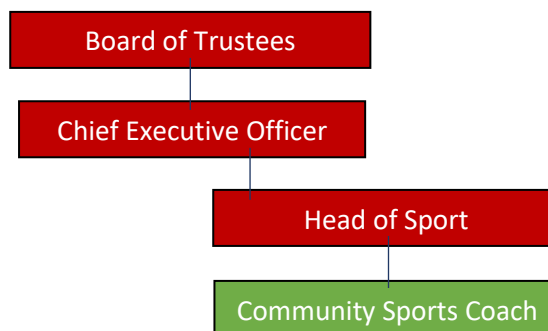 Board of Trustees
Chief Executive Officer
Head of Sport
Community Sports Coach